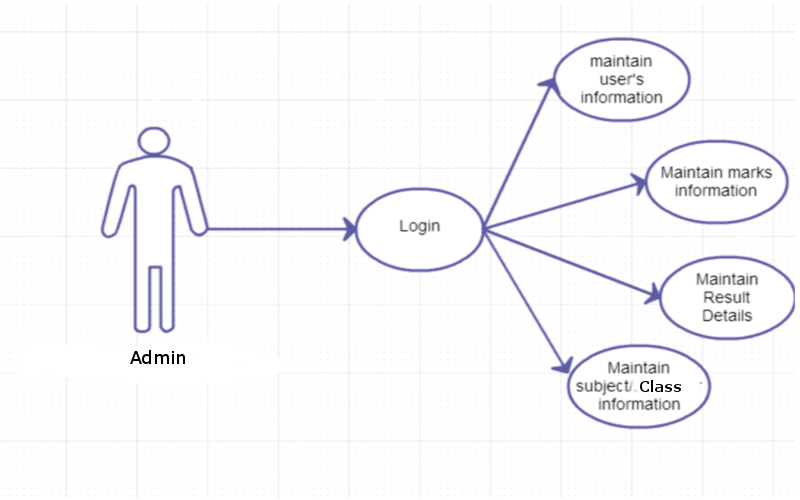 maintain
user's
information
Maintain marks
information
Login
Maintain
Result
Details
Admin
Maintain
subject/ Class
information